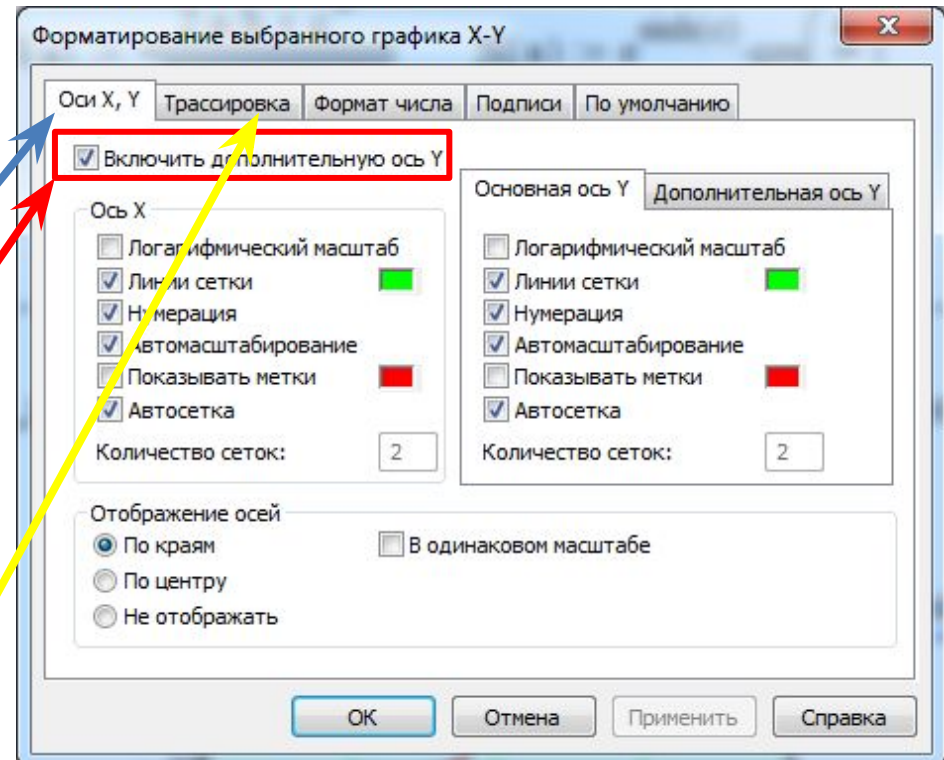 Форматирование выбранного графика X-Y
Оси X, Y Трассировка Формат числа Подписи По умолчанию
Включить дополнительную ось Y
Основная ось Y Дополнительная ось Y
Ось X
Логарифмический масштаб
Линии сетки
Нумерация
Автомасштабирование
Показывать метки
Автосетка
Количество сеток: 2
Логарифмический масштаб
Линии сетки
Нумерация
Автомасштабирование
Показывать метки
Автосетка
Количество сеток: 2
Отображение осей
По краям
В одинаковом масштабе
По центру
Не отображать
ОК Отмена Применить Справка